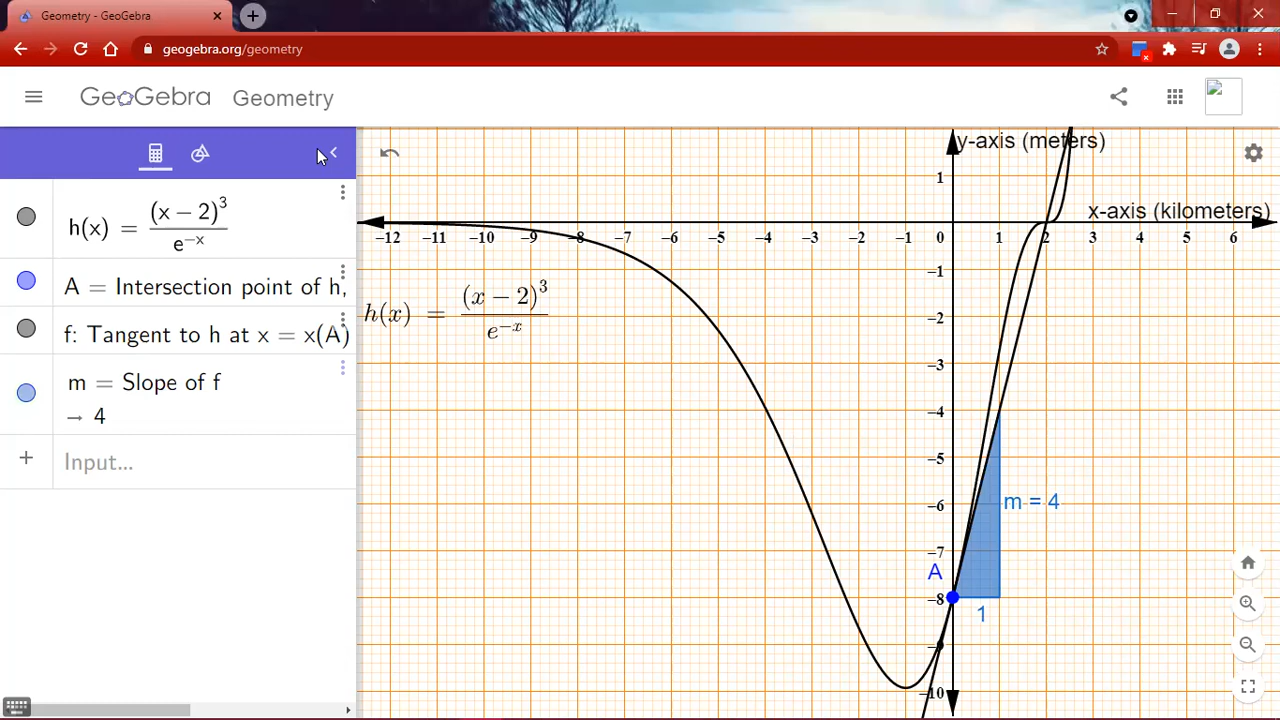 Geometry - GeoGebra
geogebra.org/geometry
GeoGebra Geometry
h(x) = (x − 2)³ / e⁻ˣ
A = Intersection point of h,
f: Tangent to h at x = x(A)
m = Slope of f
→ 4
Input...
y-axis (meters)
1
x-axis (kilometers)
−12 −11 −10 −9 −8 −7 −6 −5 −4 −3 −2 −1 0 1 2 3 4 5 6
−1
h(x) = (x − 2)³ / e⁻ˣ
−2
−3
−4
−5
m = 4
−6
−7
A
−8
1
−9
−10